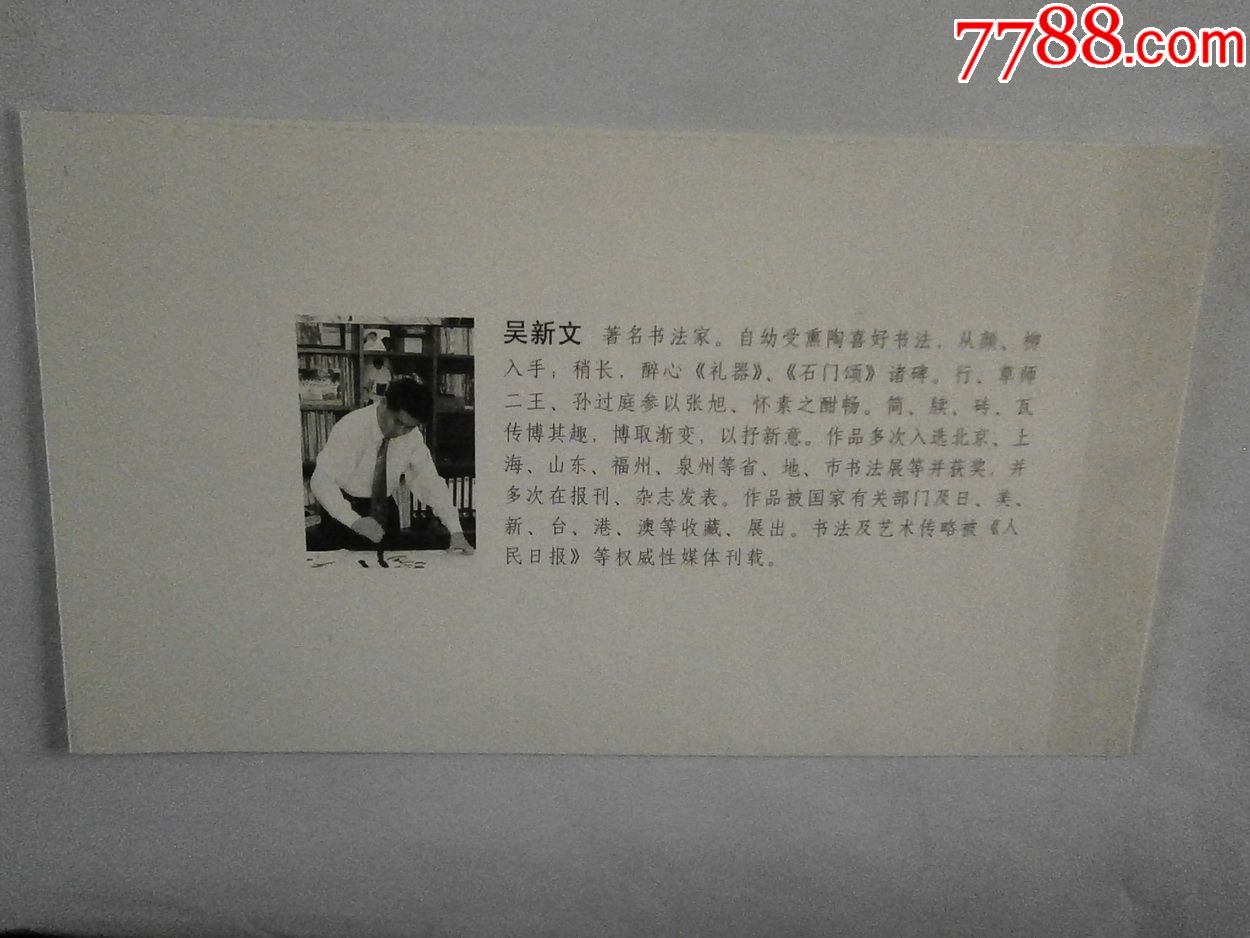 7788.com
吴新文 著名书法家。自幼受熏陶喜好书法，从颜、柳
入手；稍长，醉心《礼器》、《石门颂》诸碑。行、草师
二王、孙过庭参以张旭、怀素之酣畅。简、牍、砖、瓦
传博其趣，博取渐变，以抒新意。作品多次入选北京、上
海、山东、福州、泉州等省、地、市书法展等并获奖，并
多次在报刊、杂志发表。作品被国家有关部门及日、美、
新、台、港、澳等收藏、展出。书法及艺术传略被《人
民日报》等权威性媒体刊载。